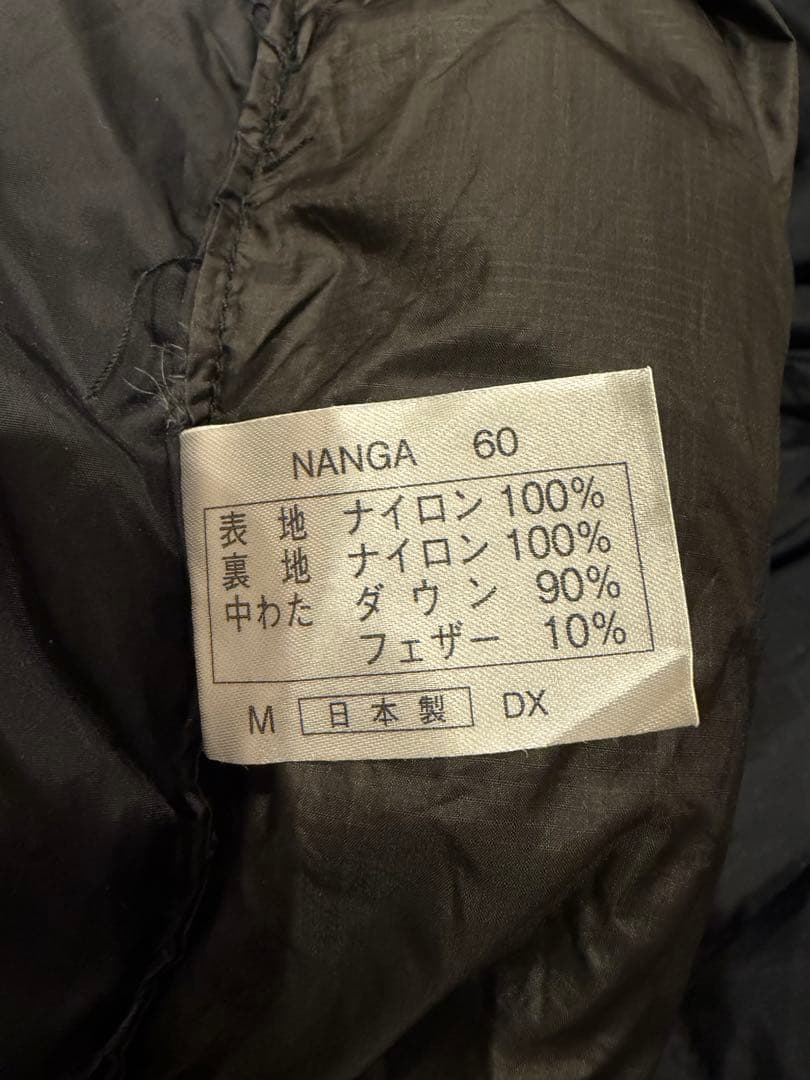 NANGA 60
表地 ナイロン 100%
裏地 ナイロン 100%
中わた ダウン 90%
フェザー 10%
M 日本製 DX